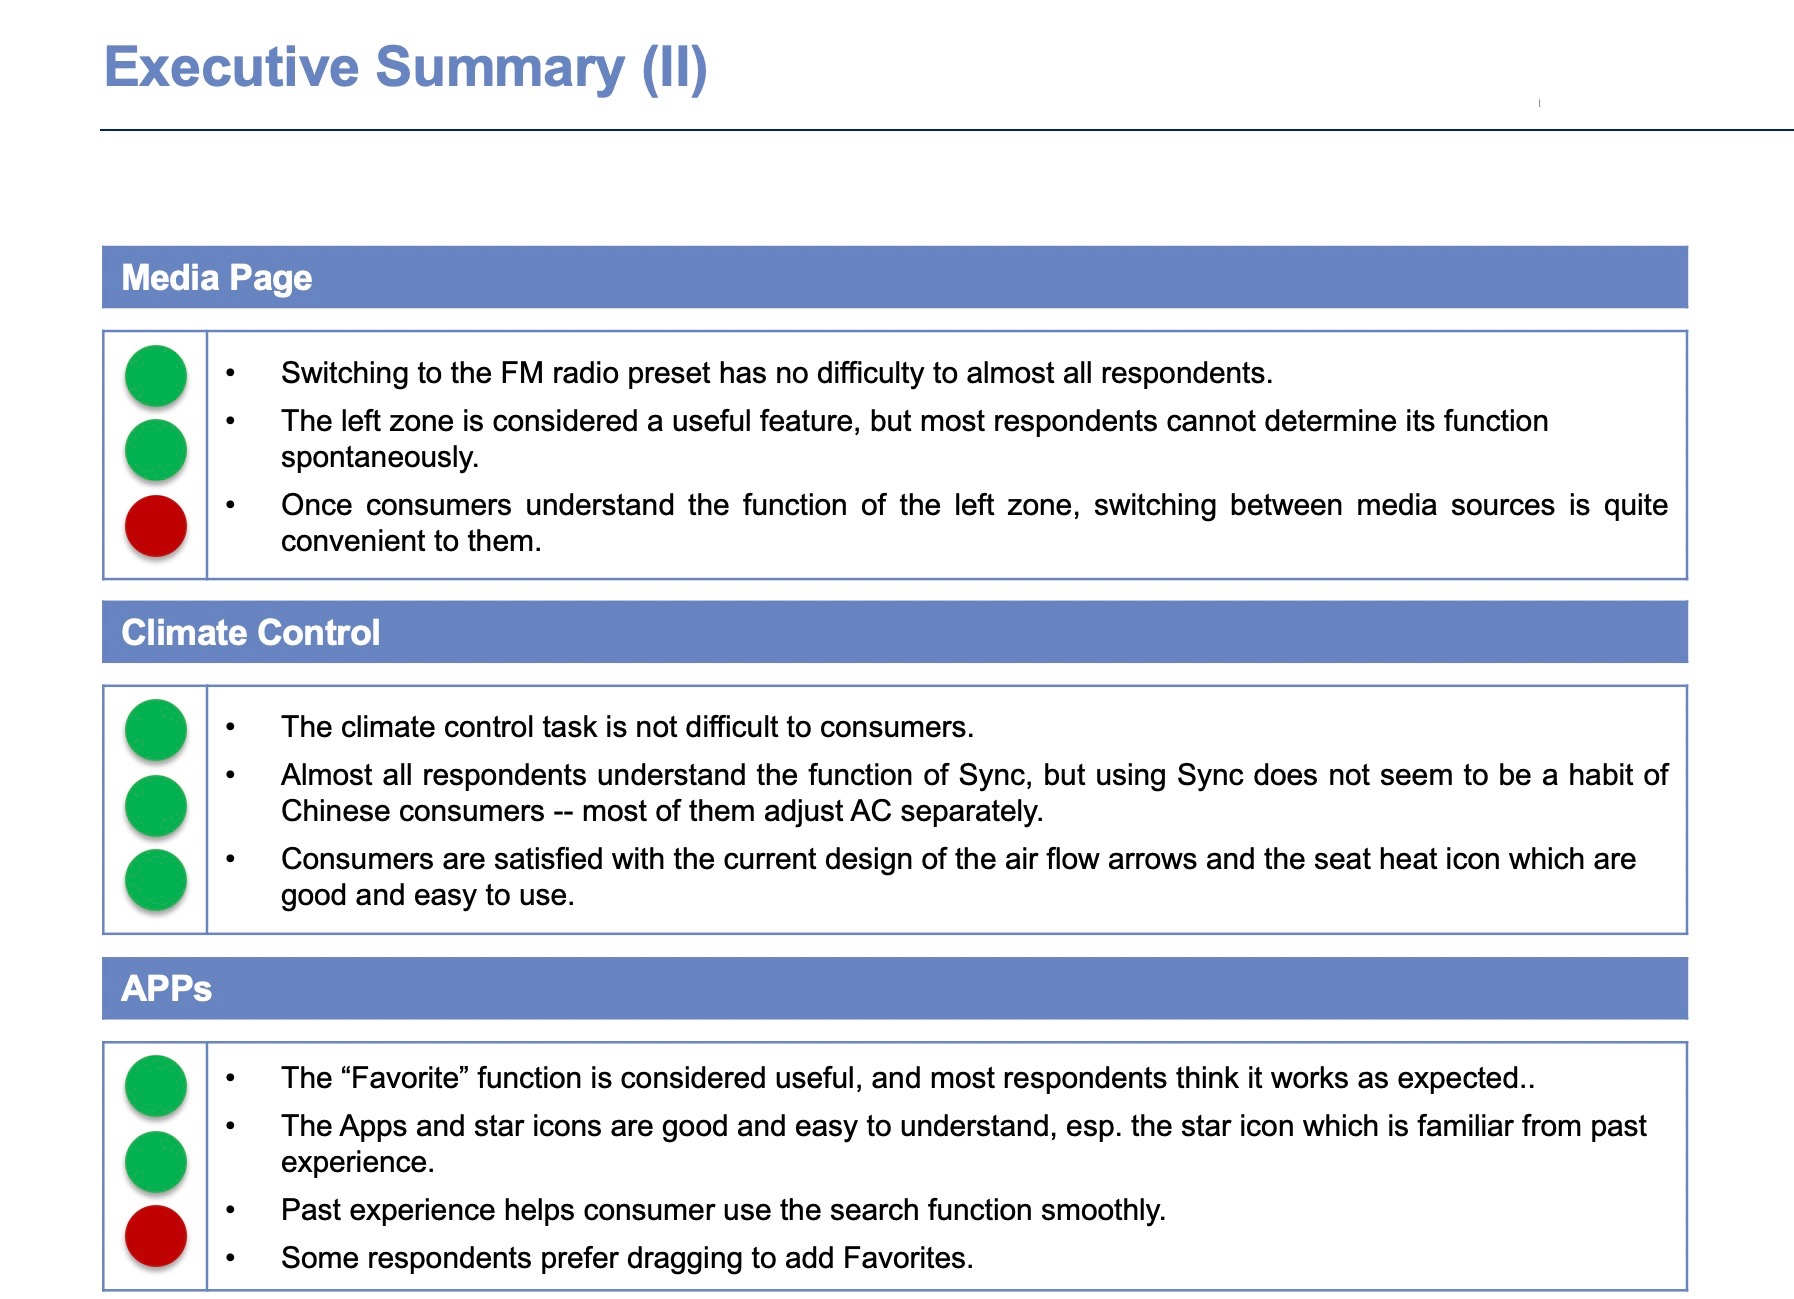 Executive Summary (II)
Media Page
• Switching to the FM radio preset has no difficulty to almost all respondents.
• The left zone is considered a useful feature, but most respondents cannot determine its function
spontaneously.
• Once consumers understand the function of the left zone, switching between media sources is quite
convenient to them.
Climate Control
• The climate control task is not difficult to consumers.
• Almost all respondents understand the function of Sync, but using Sync does not seem to be a habit of
Chinese consumers -- most of them adjust AC separately.
• Consumers are satisfied with the current design of the air flow arrows and the seat heat icon which are
good and easy to use.
APPs
• The “Favorite” function is considered useful, and most respondents think it works as expected..
• The Apps and star icons are good and easy to understand, esp. the star icon which is familiar from past
experience.
• Past experience helps consumer use the search function smoothly.
• Some respondents prefer dragging to add Favorites.